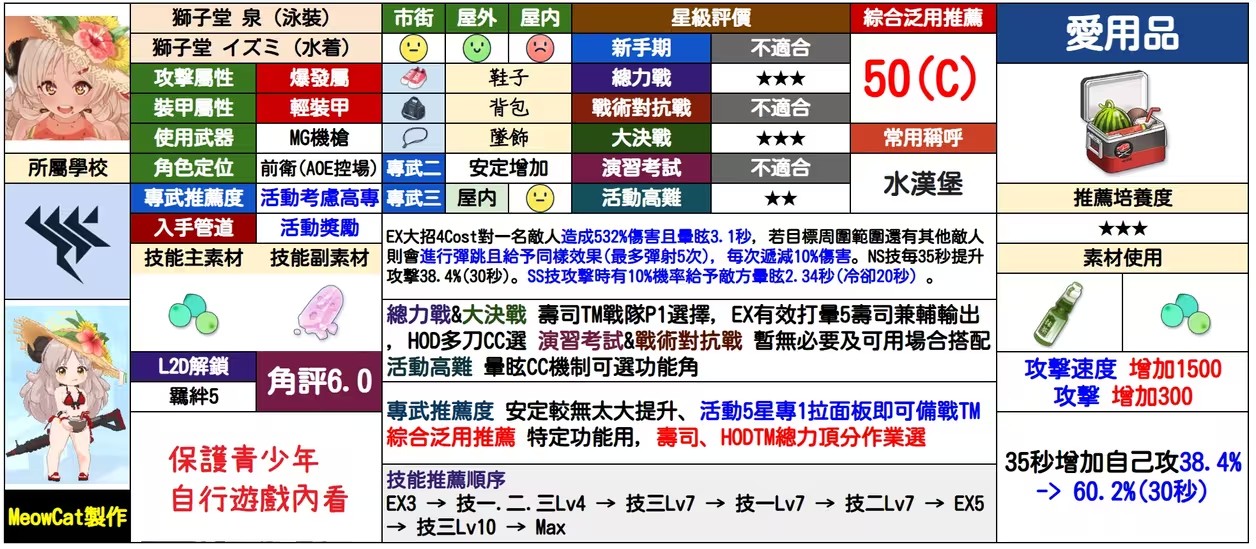 獅子堂 泉（泳裝）
獅子堂 イズミ（水着）
攻擊屬性 爆發屬
裝甲屬性 輕裝甲
使用武器 MG機槍
角色定位 前衛(AOE控場)
專武推薦度 活動考慮高專
入手管道 活動獎勵
技能主素材 技能副素材
所屬學校
L2D解鎖
羈絆5
角評6.0
保護青少年
自行遊戲內看
MeowCat製作
市街 屋外 屋內
鞋子
背包
墜飾
專武二 安定增加
專武三 屋內
星級評價
新手期 不適合
總力戰 ★★★
戰術對抗戰 不適合
大決戰 ★★★
演習考試 不適合
活動高難 ★★
綜合泛用推薦
50(C)
常用稱呼
水漢堡
EX大招4Cost對一名敵人造成532%傷害且暈眩3.1秒，若目標周圍範圍還有其他敵人
則會進行彈跳且給予同樣效果(最多彈射5次)，每次遞減10%傷害。NS技每35秒提升
攻擊38.4%(30秒)。SS技攻擊時有10%機率給予敵方暈眩2.34秒(冷卻20秒) 。
總力戰&大決戰 壽司TM戰隊P1選擇，EX有效打暈5壽司兼輔輸出
，HOD多刀CC選 演習考試&戰術對抗戰 暫無必要及可用場合搭配
活動高難 暈眩CC機制可選功能角
專武推薦度 安定較無太大提升、活動5星專1拉面板即可備戰TM
綜合泛用推薦 特定功能用，壽司、HODTM總力頂分作業選
技能推薦順序
EX3 → 技一.二.三Lv4 → 技三Lv7 → 技一Lv7 → 技二Lv7 → EX5
→ 技三Lv10 → Max
愛用品
推薦培養度
★★★
素材使用
攻擊速度 增加1500
攻擊 增加300
35秒增加自己攻38.4%
-> 60.2%(30秒)